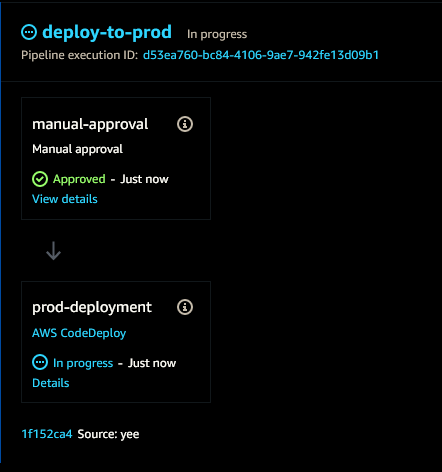 deploy-to-prod In progress
Pipeline execution ID: d53ea760-bc84-4106-9ae7-942fe13d09b1
manual-approval
Manual approval
Approved - Just now
View details
prod-deployment
AWS CodeDeploy
In progress - Just now
Details
1f152ca4 Source: yee